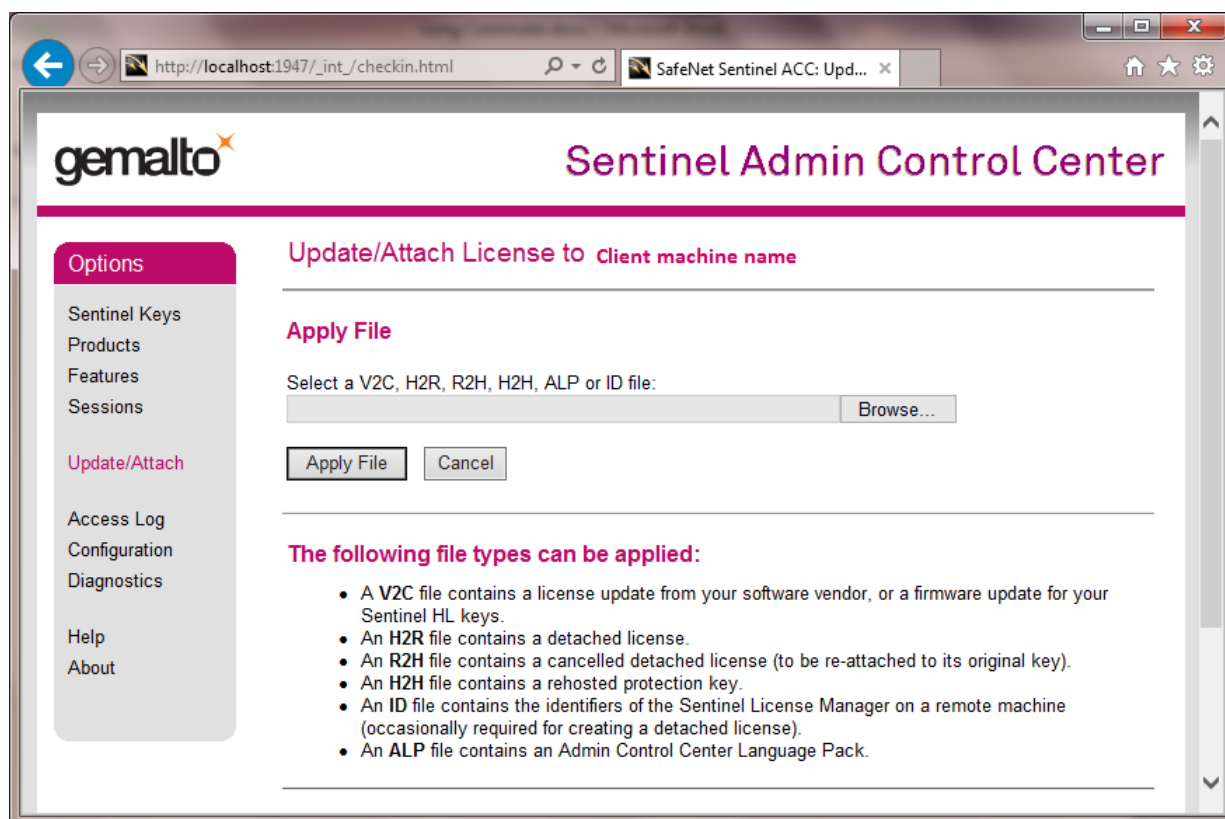 http://localhost:1947/_int_/checkin.html
SafeNet Sentinel ACC: Upd...
gemalto
Sentinel Admin Control Center
Options
Sentinel Keys
Products
Features
Sessions
Update/Attach
Access Log
Configuration
Diagnostics
Help
About
Update/Attach License to Client machine name
Apply File
Select a V2C, H2R, R2H, H2H, ALP or ID file:
Browse...
Apply File Cancel
The following file types can be applied:
• A V2C file contains a license update from your software vendor, or a firmware update for your
Sentinel HL keys.
• An H2R file contains a detached license.
• An R2H file contains a cancelled detached license (to be re-attached to its original key).
• An H2H file contains a rehosted protection key.
• An ID file contains the identifiers of the Sentinel License Manager on a remote machine
(occasionally required for creating a detached license).
• An ALP file contains an Admin Control Center Language Pack.